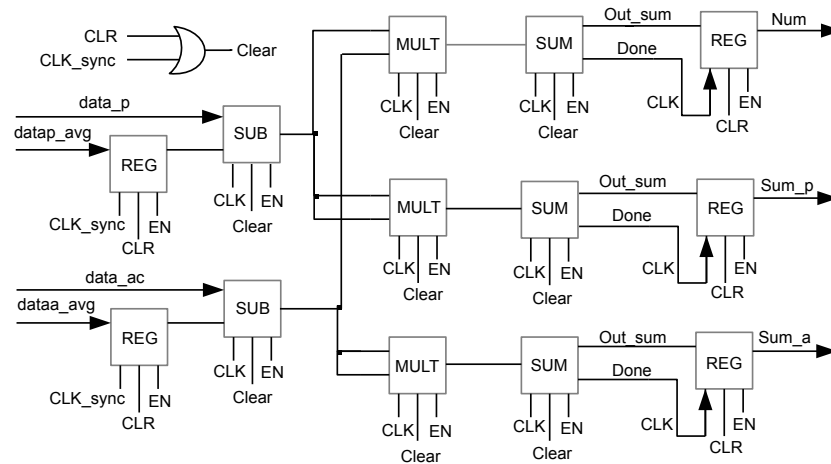 CLR
CLK_sync
Clear
MULT
CLK
EN
Clear
SUM
CLK
EN
Clear
Out_sum
Done
CLK
REG
EN
CLR
Num
data_p
datap_avg
REG
CLK_sync
EN
CLR
SUB
CLK
EN
Clear
MULT
CLK
EN
Clear
SUM
CLK
EN
Clear
Out_sum
Done
CLK
REG
EN
CLR
Sum_p
data_ac
dataa_avg
REG
CLK_sync
EN
CLR
SUB
CLK
EN
Clear
MULT
CLK
EN
Clear
SUM
CLK
EN
Clear
Out_sum
Done
CLK
REG
EN
CLR
Sum_a